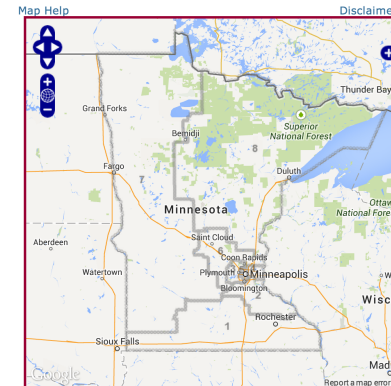 Map Help
Disclaime
Thunder Bay
Grand Forks
Superior
National Forest
Bemidji
8
Fargo
7
Duluth
Minnesota
Ottaw
National Fore
Saint Cloud
Aberdeen
6
Coon Rapids
Watertown
Plymouth
Minneapolis
Bloomington
2
Wisc
Rochester
1
Sioux Falls
Google
Mad
Report a map erro